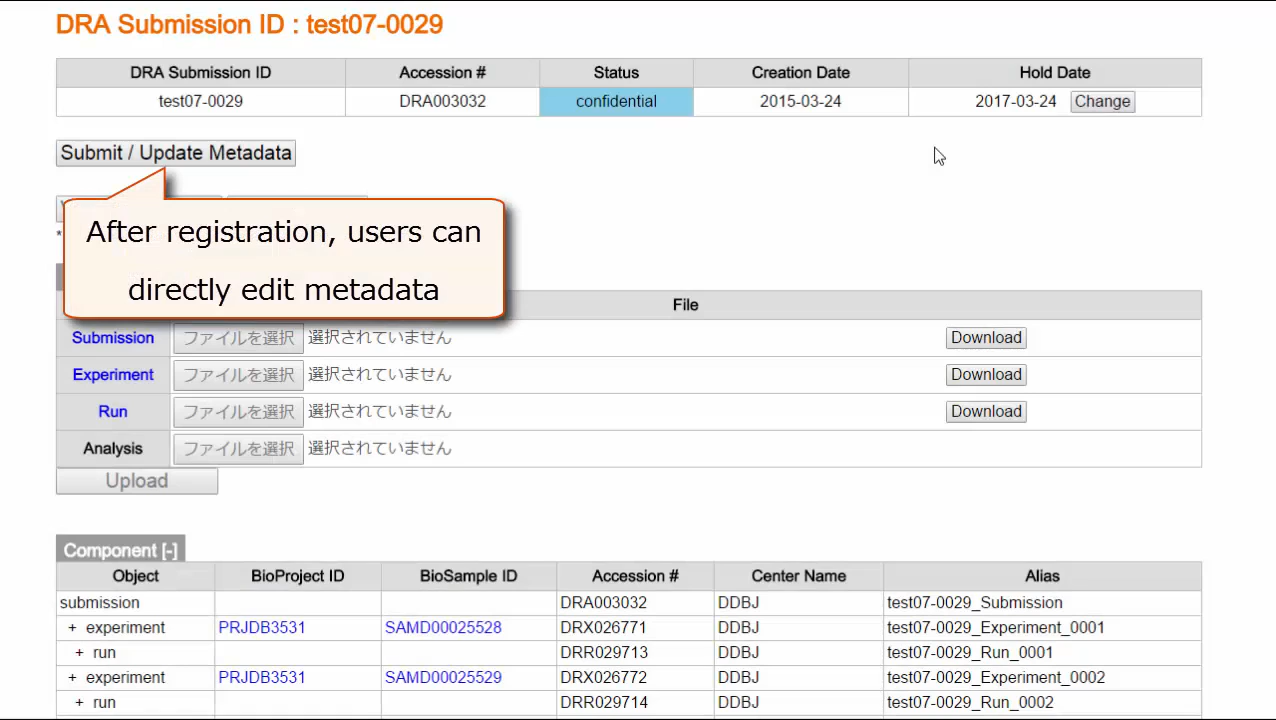 DRA Submission ID : test07-0029
DRA Submission ID Accession # Status Creation Date Hold Date
test07-0029 DRA003032 confidential 2015-03-24 2017-03-24 Change
Submit / Update Metadata
After registration, users can
directly edit metadata
File
Submission ファイルを選択 選択されていません Download
Experiment ファイルを選択 選択されていません Download
Run ファイルを選択 選択されていません Download
Analysis ファイルを選択 選択されていません
Upload
Component [-]
Object BioProject ID BioSample ID Accession # Center Name Alias
submission DRA003032 DDBJ test07-0029_Submission
+ experiment PRJDB3531 SAMD00025528 DRX026771 DDBJ test07-0029_Experiment_0001
+ run DRR029713 DDBJ test07-0029_Run_0001
+ experiment PRJDB3531 SAMD00025529 DRX026772 DDBJ test07-0029_Experiment_0002
+ run DRR029714 DDBJ test07-0029_Run_0002